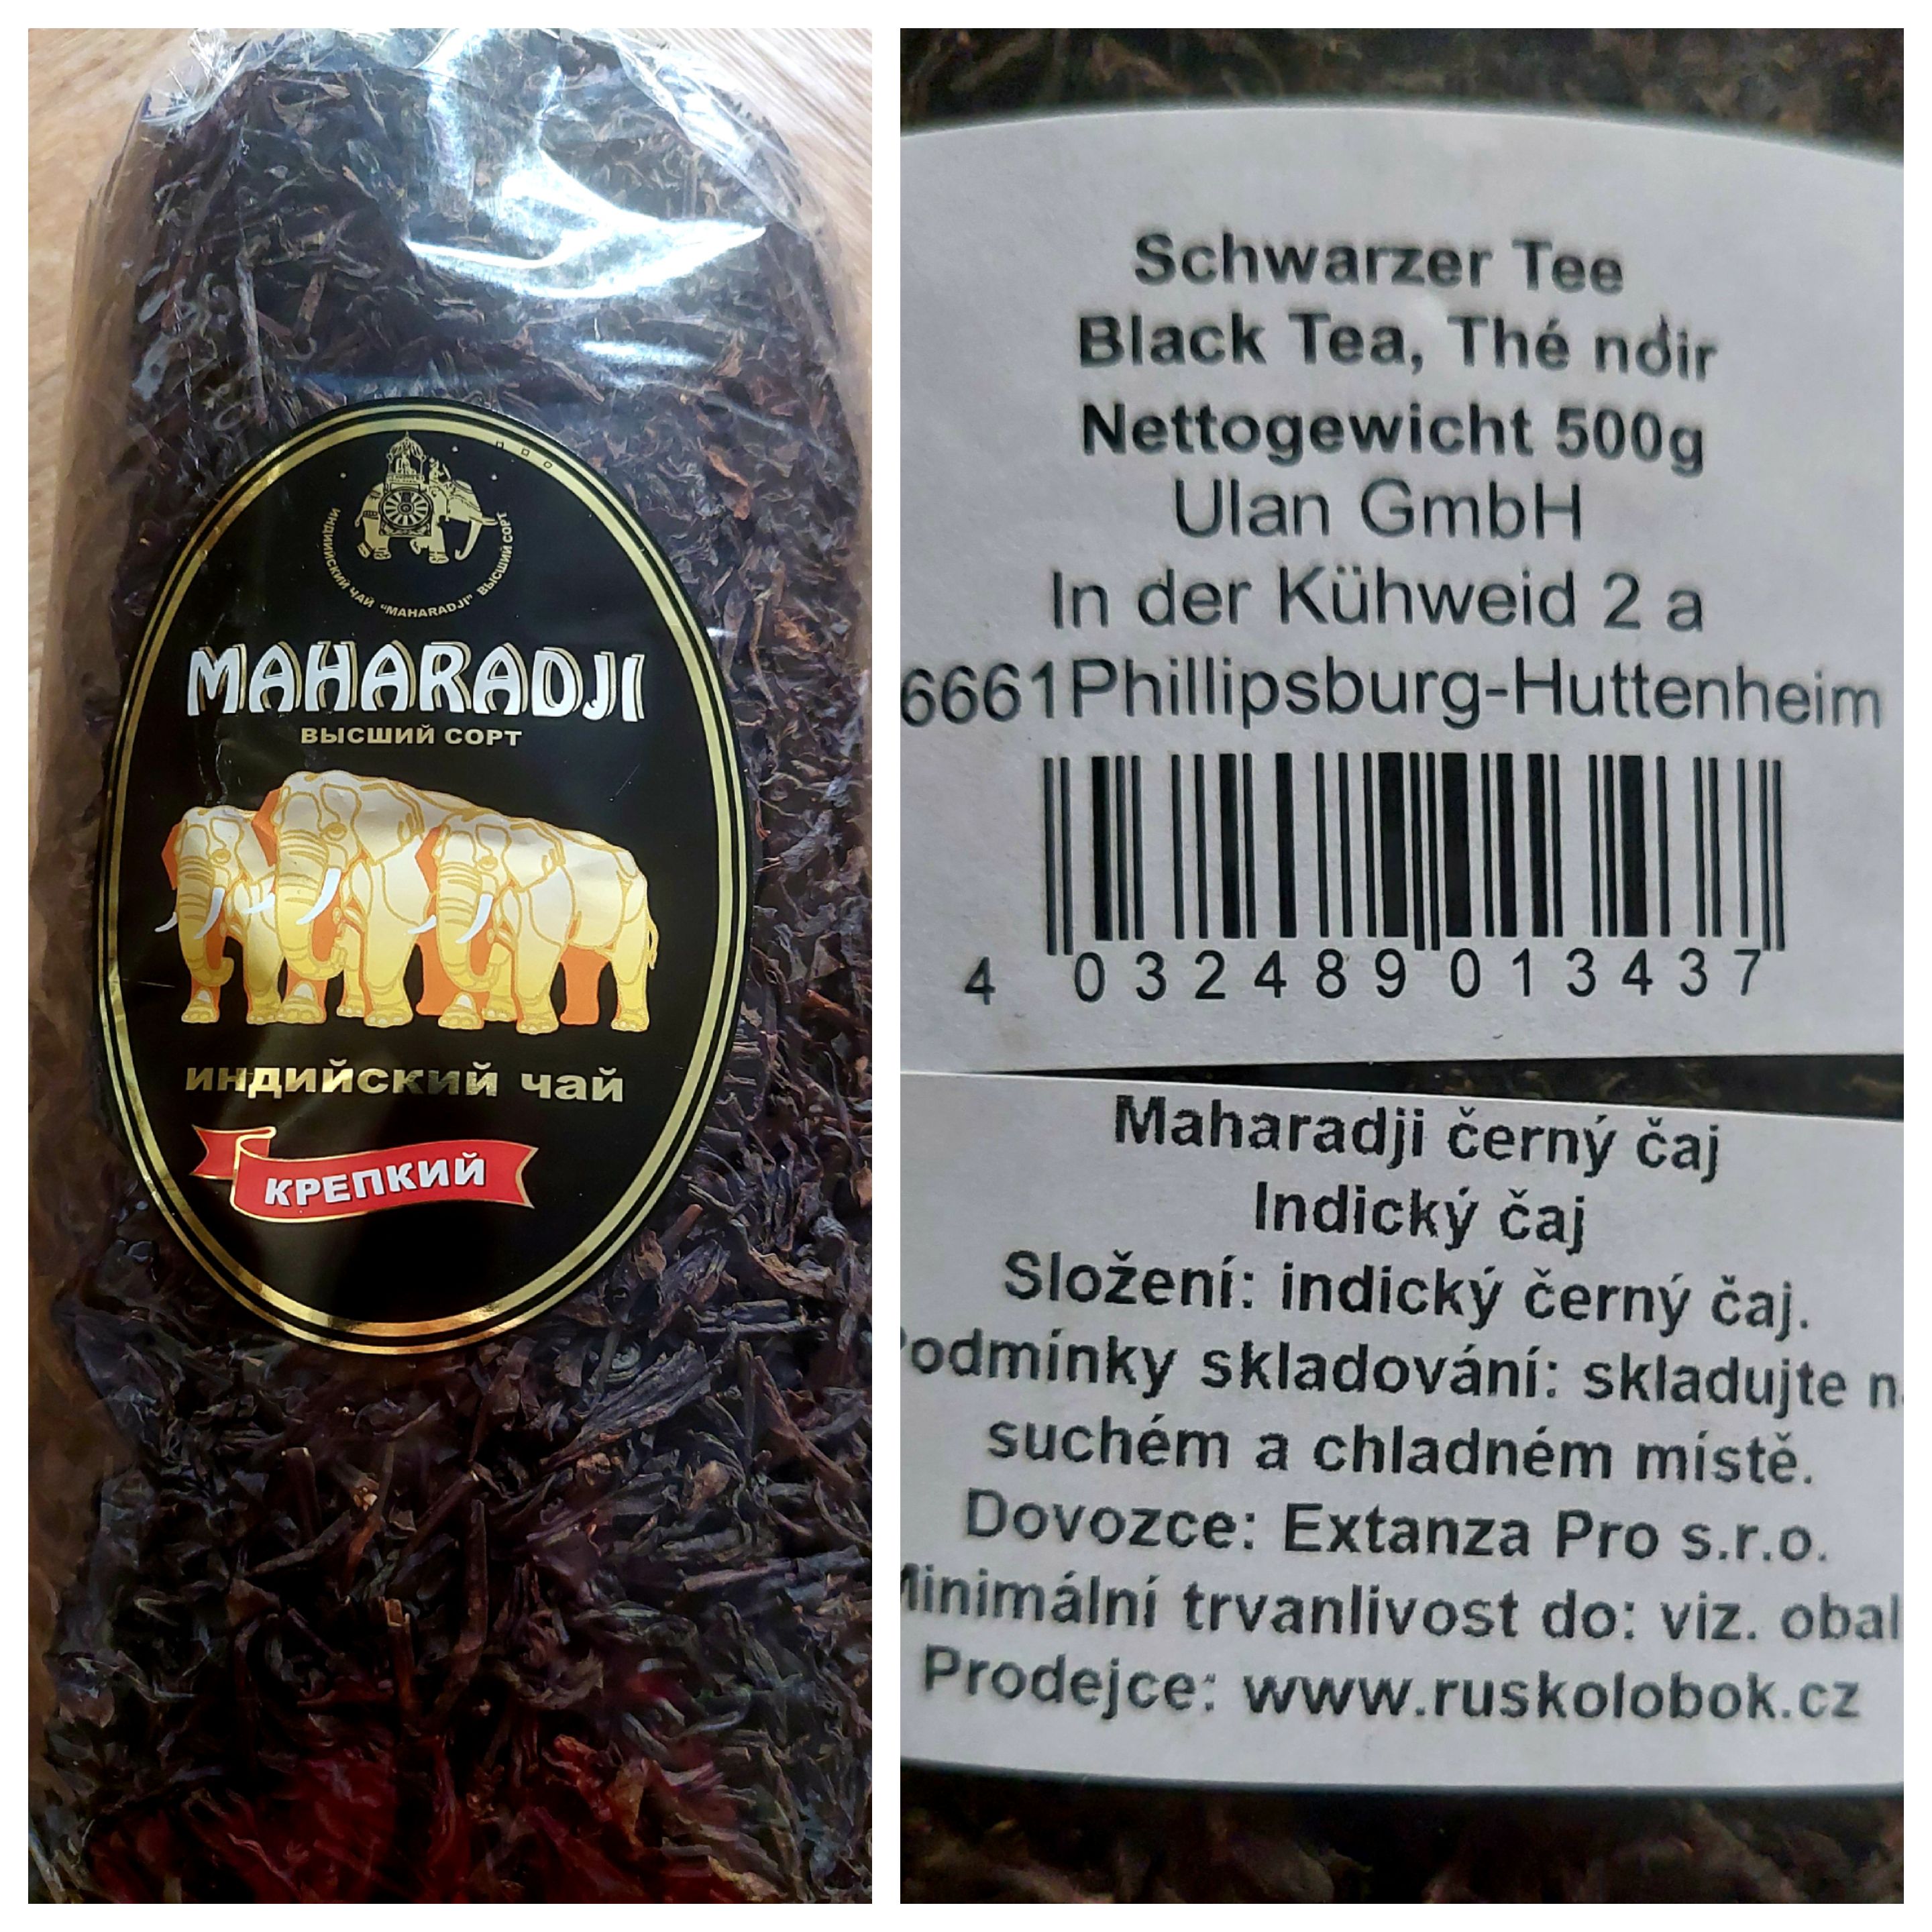 ИНДИЙСКИЙ ЧАЙ "MAHARADJI" ВЫСШИЙ СОРТ
MAHARADJI
ВЫСШИЙ СОРТ
ИНДИЙСКИЙ ЧАЙ
КРЕПКИЙ
Schwarzer Tee
Black Tea, Thé noir
Nettogewicht 500g
Ulan GmbH
In der Kühweid 2 a
6661Phillipsburg-Huttenheim
4 032489 013437
Maharadji černý čaj
Indický čaj
Složení: indický černý čaj.
odmínky skladování: skladujte n
suchém a chladném místě.
Dovozce: Extanza Pro s.r.o.
inimální trvanlivost do: viz. obal
Prodejce: www.ruskolobok.cz